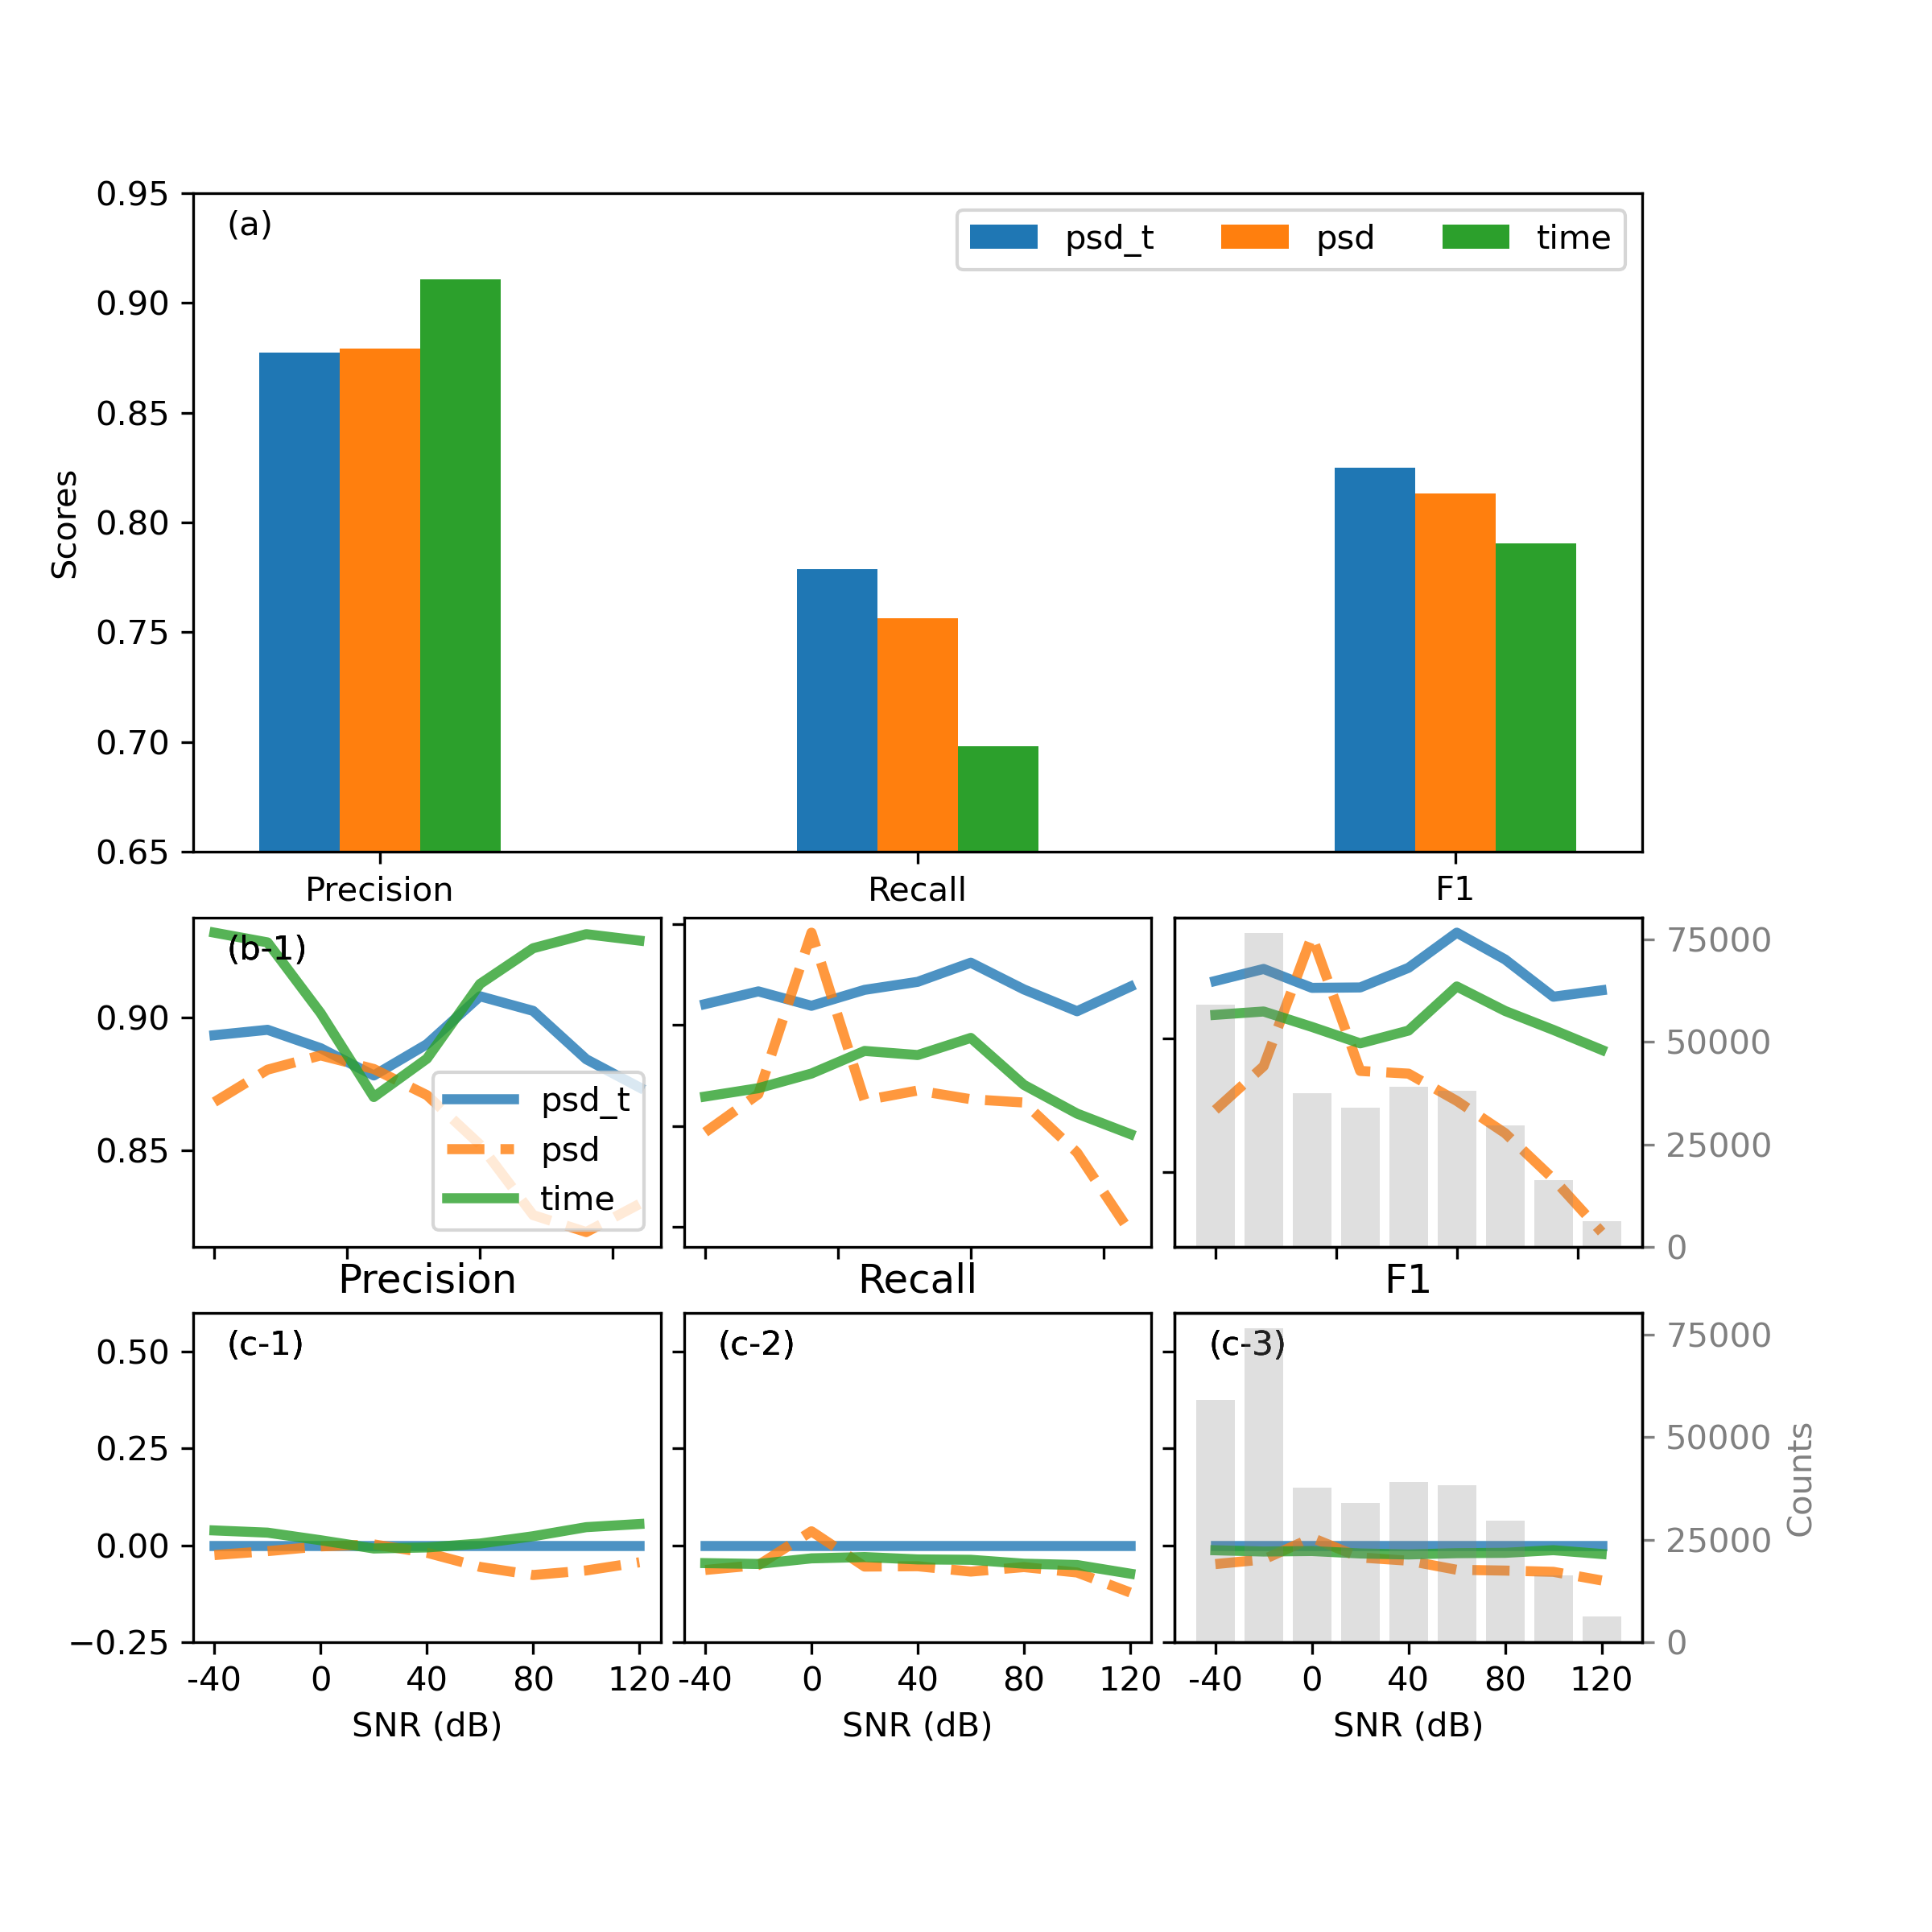 (a)
psd_t psd time
0.95
0.90
0.85
0.80
0.75
0.70
0.65
Scores
Precision Recall F1
(b-1)
0.90
0.85
psd_t
psd
time
75000
50000
25000
0
Precision Recall F1
(c-1) (c-2) (c-3)
0.50
0.25
0.00
−0.25
75000
50000
25000
0
Counts
-40 0 40 80 120 -40 0 40 80 120 -40 0 40 80 120
SNR (dB) SNR (dB) SNR (dB)